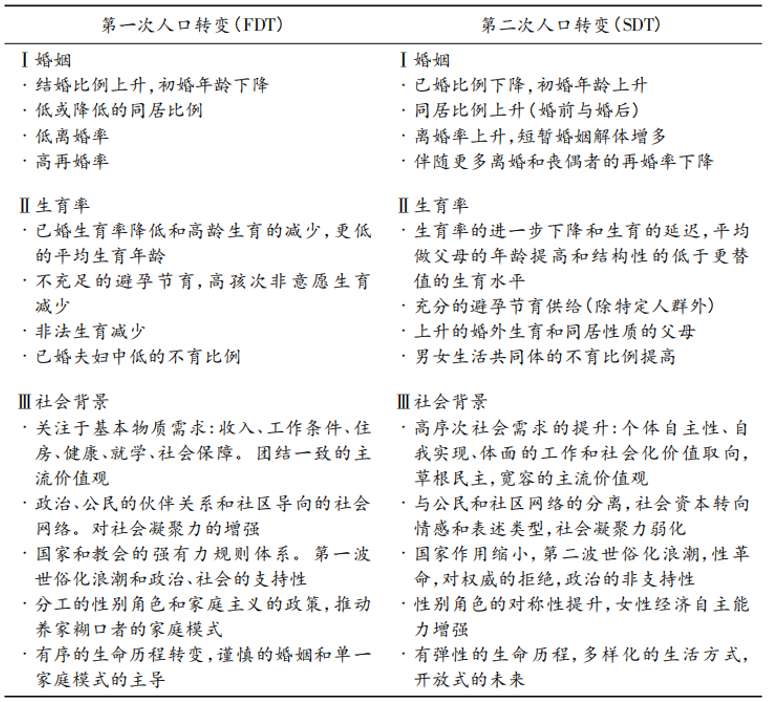 第一次人口转变(FDT)
Ⅰ婚姻
·结婚比例上升,初婚年龄下降
·低或降低的同居比例
·低离婚率
·高再婚率
Ⅱ生育率
·已婚生育率降低和高龄生育的减少,更低
的平均生育年龄
·不充足的避孕节育,高孩次非意愿生育
减少
·非法生育减少
·已婚夫妇中低的不育比例
Ⅲ社会背景
·关注于基本物质需求:收入、工作条件、住
房、健康、就学、社会保障。团结一致的主
流价值观
·政治、公民的伙伴关系和社区导向的社会
网络。对社会凝聚力的增强
·国家和教会的强有力规则体系。第一波
世俗化浪潮和政治、社会的支持性
·分工的性别角色和家庭主义的政策,推动
养家糊口者的家庭模式
·有序的生命历程转变,谨慎的婚姻和单一
家庭模式的主导
第二次人口转变(SDT)
Ⅰ婚姻
·已婚比例下降,初婚年龄上升
·同居比例上升(婚前与婚后)
·离婚率上升,短暂婚姻解体增多
·伴随更多离婚和丧偶者的再婚率下降
Ⅱ生育率
·生育率的进一步下降和生育的延迟,平均
做父母的年龄提高和结构性的低于更替
值的生育水平
·充分的避孕节育供给(除特定人群外)
·上升的婚外生育和同居性质的父母
·男女生活共同体的不育比例提高
Ⅲ社会背景
·高序次社会需求的提升:个体自主性、自
我实现、体面的工作和社会化价值取向,
草根民主,宽容的主流价值观
·与公民和社区网络的分离,社会资本转向
情感和表述类型,社会凝聚力弱化
·国家作用缩小,第二波世俗化浪潮,性革
命,对权威的拒绝,政治的非支持性
·性别角色的对称性提升,女性经济自主能
力增强
·有弹性的生命历程,多样化的生活方式,
开放式的未来